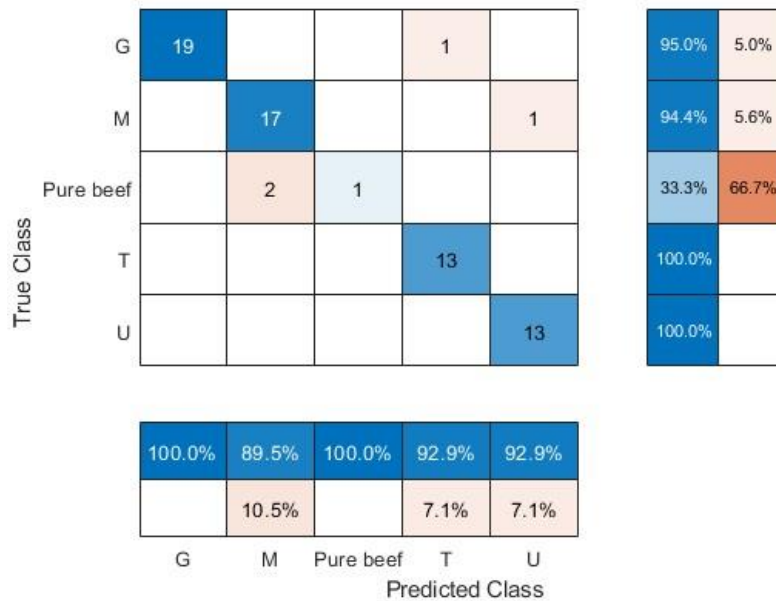 G 19 1 95.0% 5.0%
M 17 1 94.4% 5.6%
Pure beef 2 1 33.3% 66.7%
T 13 100.0%
U 13 100.0%
True Class
100.0% 89.5% 100.0% 92.9% 92.9%
10.5% 7.1% 7.1%
G M Pure beef T U
Predicted Class